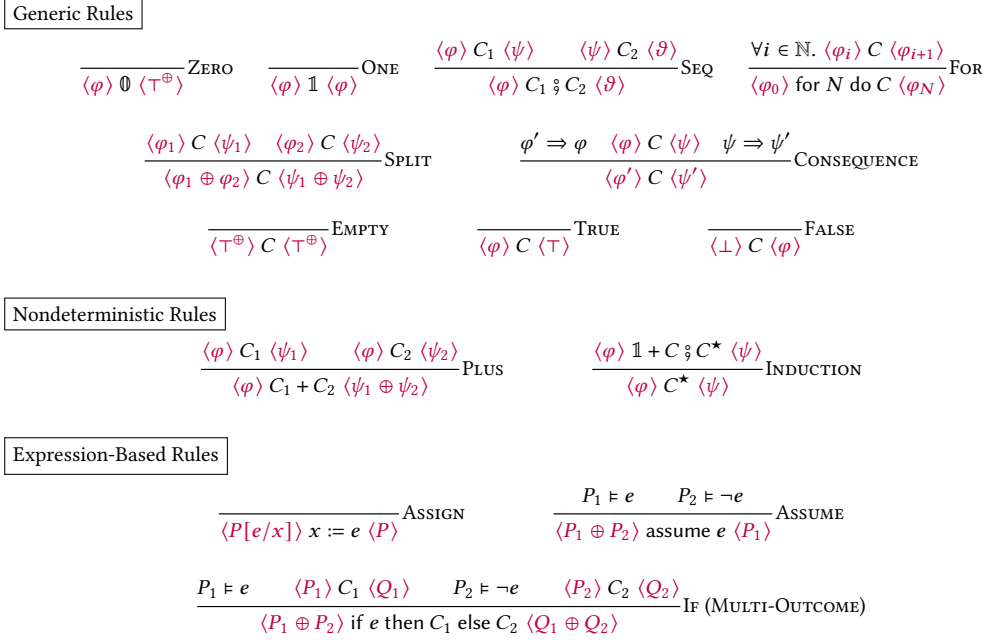 Generic Rules
⟨φ⟩ 𝟘 ⟨⊤⊕⟩ Zero ⟨φ⟩ 𝟙 ⟨φ⟩ One ⟨φ⟩ C₁ ⟨ψ⟩ ⟨ψ⟩ C₂ ⟨ϑ⟩ / ⟨φ⟩ C₁ ⨟ C₂ ⟨ϑ⟩ Seq ∀i ∈ ℕ. ⟨φᵢ⟩ C ⟨φᵢ₊₁⟩ / ⟨φ₀⟩ for N do C ⟨φ_N⟩ For
⟨φ₁⟩ C ⟨ψ₁⟩ ⟨φ₂⟩ C ⟨ψ₂⟩ / ⟨φ₁ ⊕ φ₂⟩ C ⟨ψ₁ ⊕ ψ₂⟩ Split φ′ ⇒ φ ⟨φ⟩ C ⟨ψ⟩ ψ ⇒ ψ′ / ⟨φ′⟩ C ⟨ψ′⟩ Consequence
⟨⊤⊕⟩ C ⟨⊤⊕⟩ Empty ⟨φ⟩ C ⟨⊤⟩ True ⟨⊥⟩ C ⟨φ⟩ False
Nondeterministic Rules
⟨φ⟩ C₁ ⟨ψ₁⟩ ⟨φ⟩ C₂ ⟨ψ₂⟩ / ⟨φ⟩ C₁ + C₂ ⟨ψ₁ ⊕ ψ₂⟩ Plus ⟨φ⟩ 𝟙 + C ⨟ C★ ⟨ψ⟩ / ⟨φ⟩ C★ ⟨ψ⟩ Induction
Expression-Based Rules
⟨P[e/x]⟩ x := e ⟨P⟩ Assign P₁ ⊨ e P₂ ⊨ ¬e / ⟨P₁ ⊕ P₂⟩ assume e ⟨P₁⟩ Assume
P₁ ⊨ e ⟨P₁⟩ C₁ ⟨Q₁⟩ P₂ ⊨ ¬e ⟨P₂⟩ C₂ ⟨Q₂⟩ / ⟨P₁ ⊕ P₂⟩ if e then C₁ else C₂ ⟨Q₁ ⊕ Q₂⟩ If (Multi-Outcome)